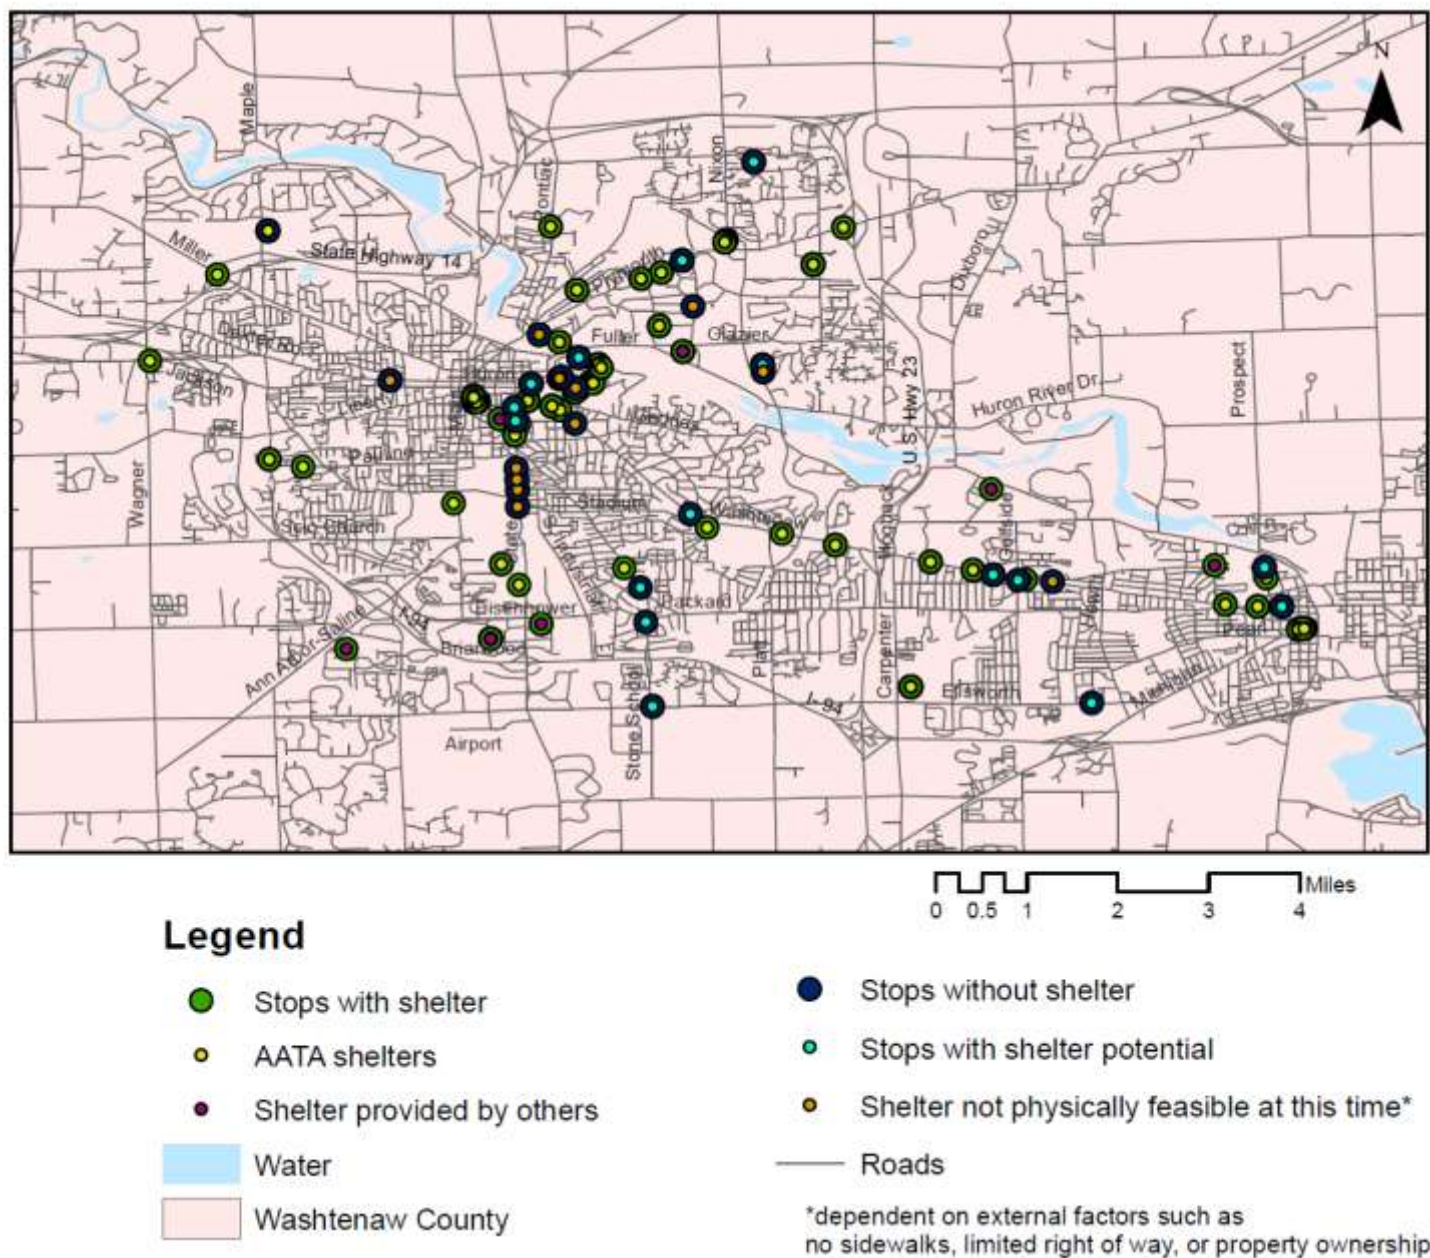 N
Maple
Nixon
Pontiac
Miller
State Highway 14
Plymouth
Dixboro
Fuller
Glazier
Jackson
Huron
Liberty
U.S. Hwy 23
Huron River Dr.
Prospect
Pauline
Wagner
Stadium
Washtenaw
Scio Church
Golfside
Packard
Eisenhower
Ann Arbor-Saline
I-94
Briarwood
Platt
Carpenter
Pearl
Ellsworth
Michigan
I-94
Stone School
Airport
Miles
0 0.5 1 2 3 4
Legend
Stops with shelter
AATA shelters
Shelter provided by others
Water
Washtenaw County
Stops without shelter
Stops with shelter potential
Shelter not physically feasible at this time*
Roads
*dependent on external factors such as
no sidewalks, limited right of way, or property ownership